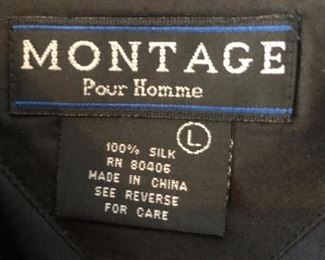 MONTAGE
Pour Homme
L
100% SILK
RN 80406
MADE IN CHINA
SEE REVERSE
FOR CARE